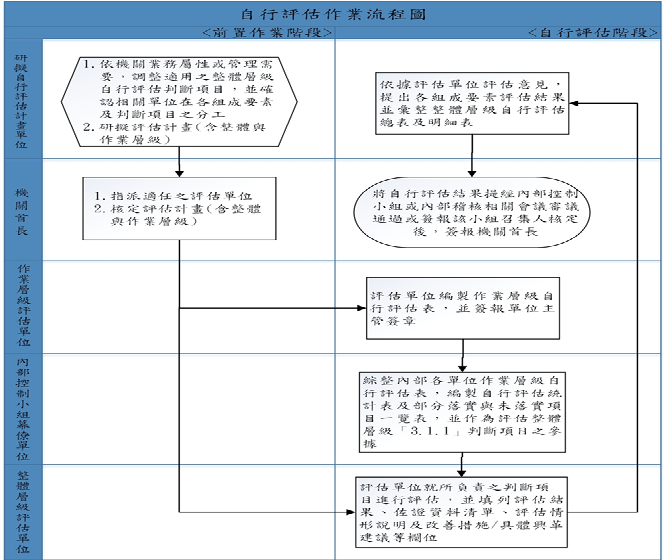 自行評估作業流程圖
<前置作業階段>
<自行評估階段>
研擬自行評估計畫單位
1. 依機關業務屬性或管理需
要，調整適用之整體層級
自行評估判斷項目，並確
認相關單位在各組成要素
及判斷項目之分工
2. 研擬評估計畫(含整體與
作業層級)
依據評估單位評估意見，
提出各組成要素評估結果
並彙整整體層級自行評估
總表及明細表
機關首長
1. 指派適任之評估單位
2. 核定評估計畫(含整體
與作業層級)
將自行評估結果提經內部控制
小組或內部稽核相關會議審議
通過或簽報該小組召集人核定
後，簽報機關首長
作業層級評估單位
評估單位編製作業層級自
行評估表，並簽報單位主
管簽章
內部控制小組幕僚單位
綜整內部各單位作業層級自
行評估表，編製自行評估統
計表及部分落實與未落實項
目一覽表，並作為評估整體
層級「3.1.1」判斷項目之參
據
整體層級評估單位
評估單位就所負責之判斷項
目進行評估，並填列評估結
果、佐證資料清單、評估情
形說明及改善措施/具體興革
建議等欄位